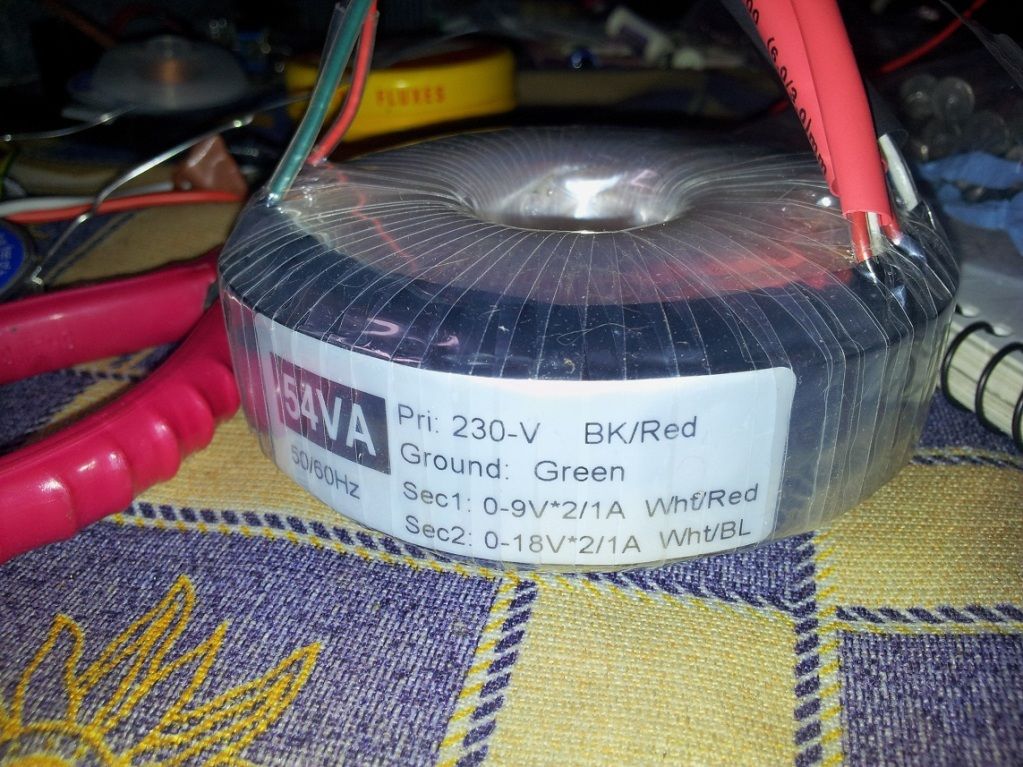 FLUXES
54VA
50/60Hz
Pri: 230-V BK/Red
Ground: Green
Sec1: 0-9V*2/1A Wht/Red
Sec2: 0-18V*2/1A Wht/BL